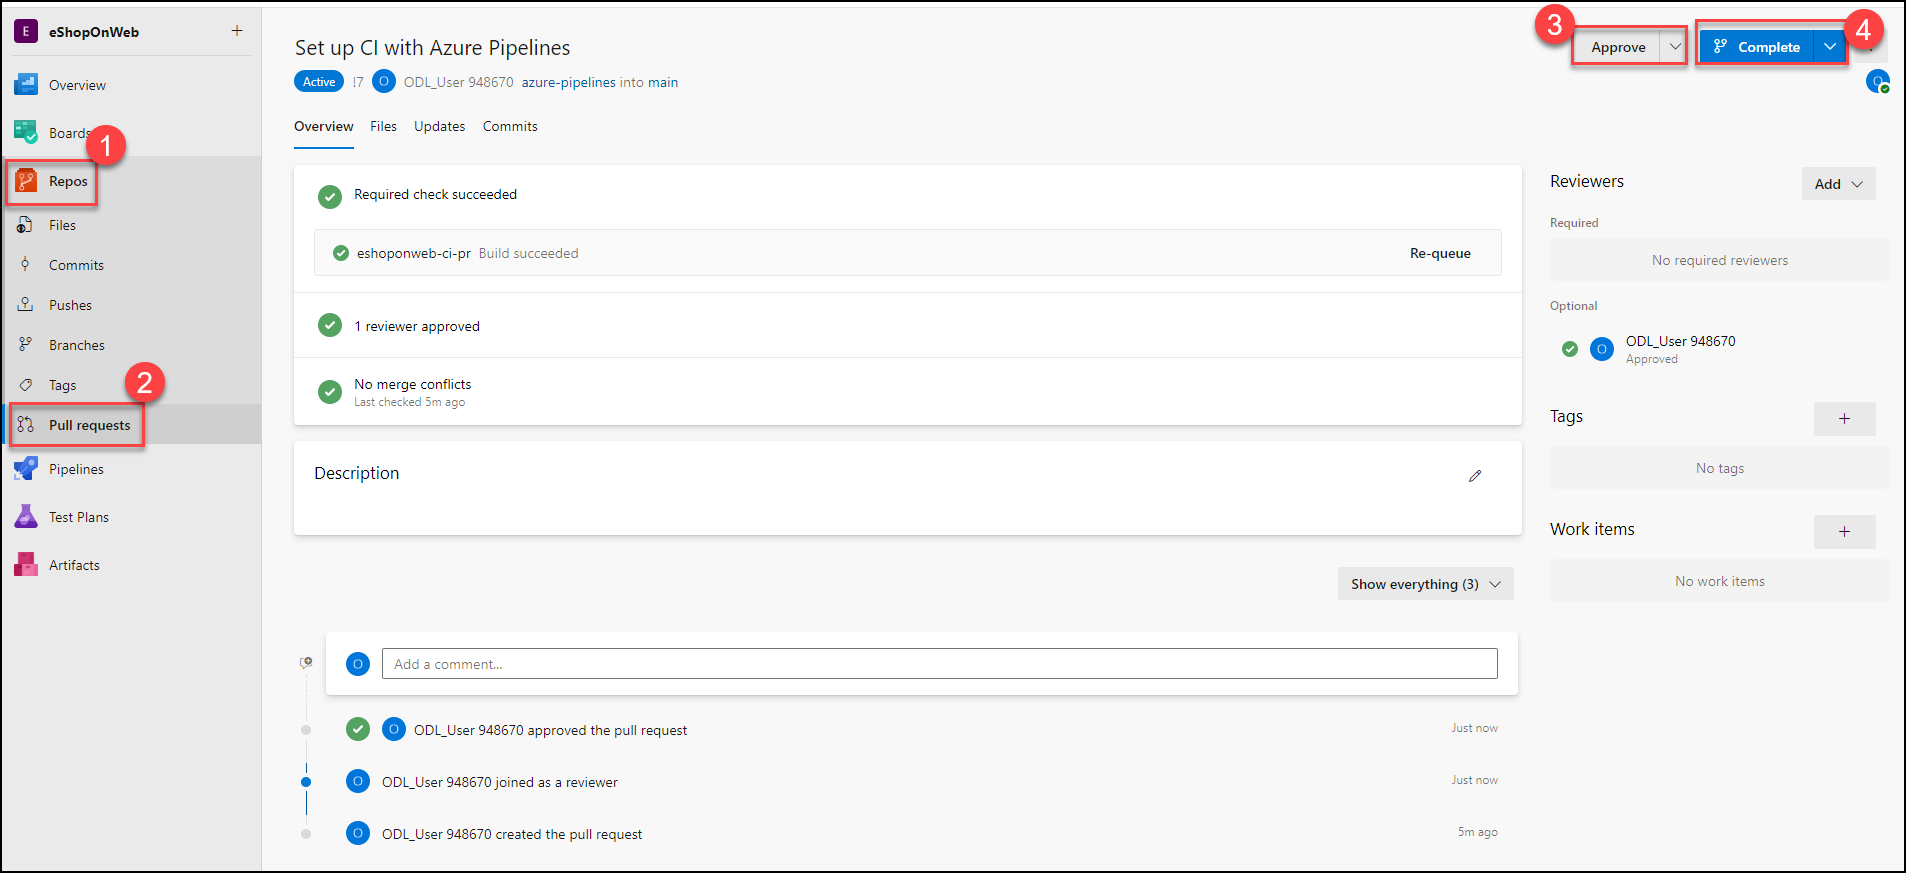 E eShopOnWeb +
Overview
Boards
1
Repos
Files
Commits
Pushes
Branches
Tags
2
Pull requests
Pipelines
Test Plans
Artifacts
Set up CI with Azure Pipelines
3
Approve
Complete
4
Active !7 O ODL_User 948670 azure-pipelines into main
O
Overview Files Updates Commits
Required check succeeded
eshoponweb-ci-pr Build succeeded Re-queue
1 reviewer approved
No merge conflicts
Last checked 5m ago
Description
Show everything (3)
O Add a comment...
O ODL_User 948670 approved the pull request Just now
O ODL_User 948670 joined as a reviewer Just now
O ODL_User 948670 created the pull request 5m ago
Reviewers Add
Required
No required reviewers
Optional
O ODL_User 948670
Approved
Tags +
No tags
Work items +
No work items